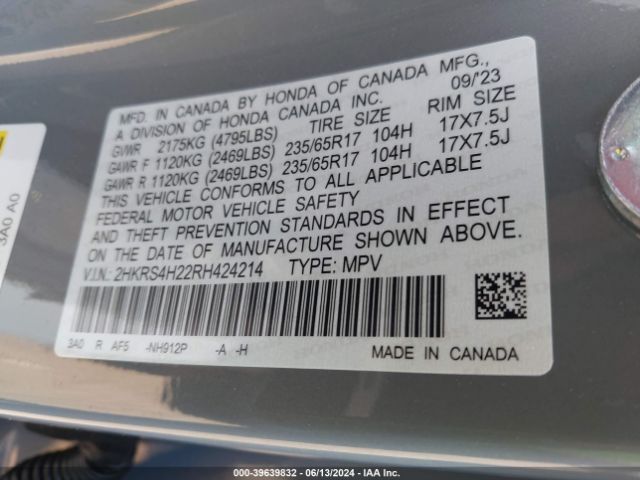 MFD. IN CANADA BY HONDA OF CANADA MFG.,
A DIVISION OF HONDA CANADA INC. 09/'23
GVWR 2175KG (4795LBS) TIRE SIZE RIM SIZE
GAWR F 1120KG (2469LBS) 235/65R17 104H 17X7.5J
GAWR R 1120KG (2469LBS) 235/65R17 104H 17X7.5J
THIS VEHICLE CONFORMS TO ALL APPLICABLE
FEDERAL MOTOR VEHICLE SAFETY
AND THEFT PREVENTION STANDARDS IN EFFECT
ON THE DATE OF MANUFACTURE SHOWN ABOVE.
V.I.N.: 2HKRS4H22RH424214 TYPE: MPV
3A0 R AF5 -NH912P -A -H MADE IN CANADA
3A0 A0
000-39639832 - 06/13/2024 - IAA Inc.